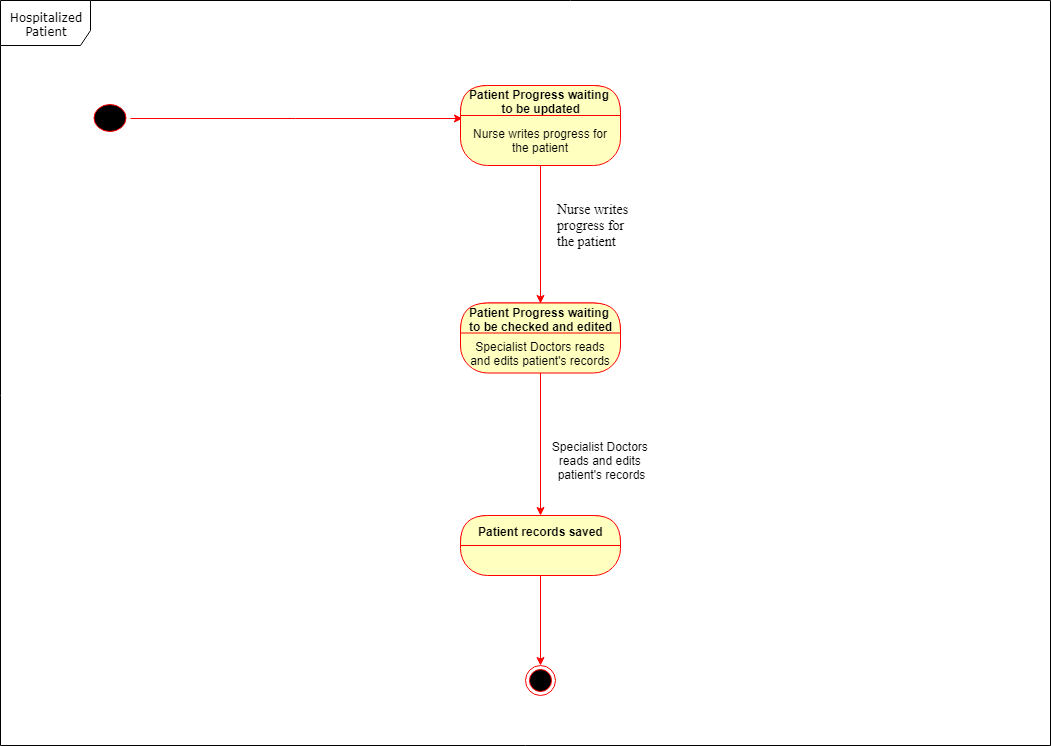 Hospitalized
Patient
Patient Progress waiting
to be updated
Nurse writes progress for
the patient
Nurse writes
progress for
the patient
Patient Progress waiting
to be checked and edited
Specialist Doctors reads
and edits patient's records
Specialist Doctors
reads and edits
patient's records
Patient records saved